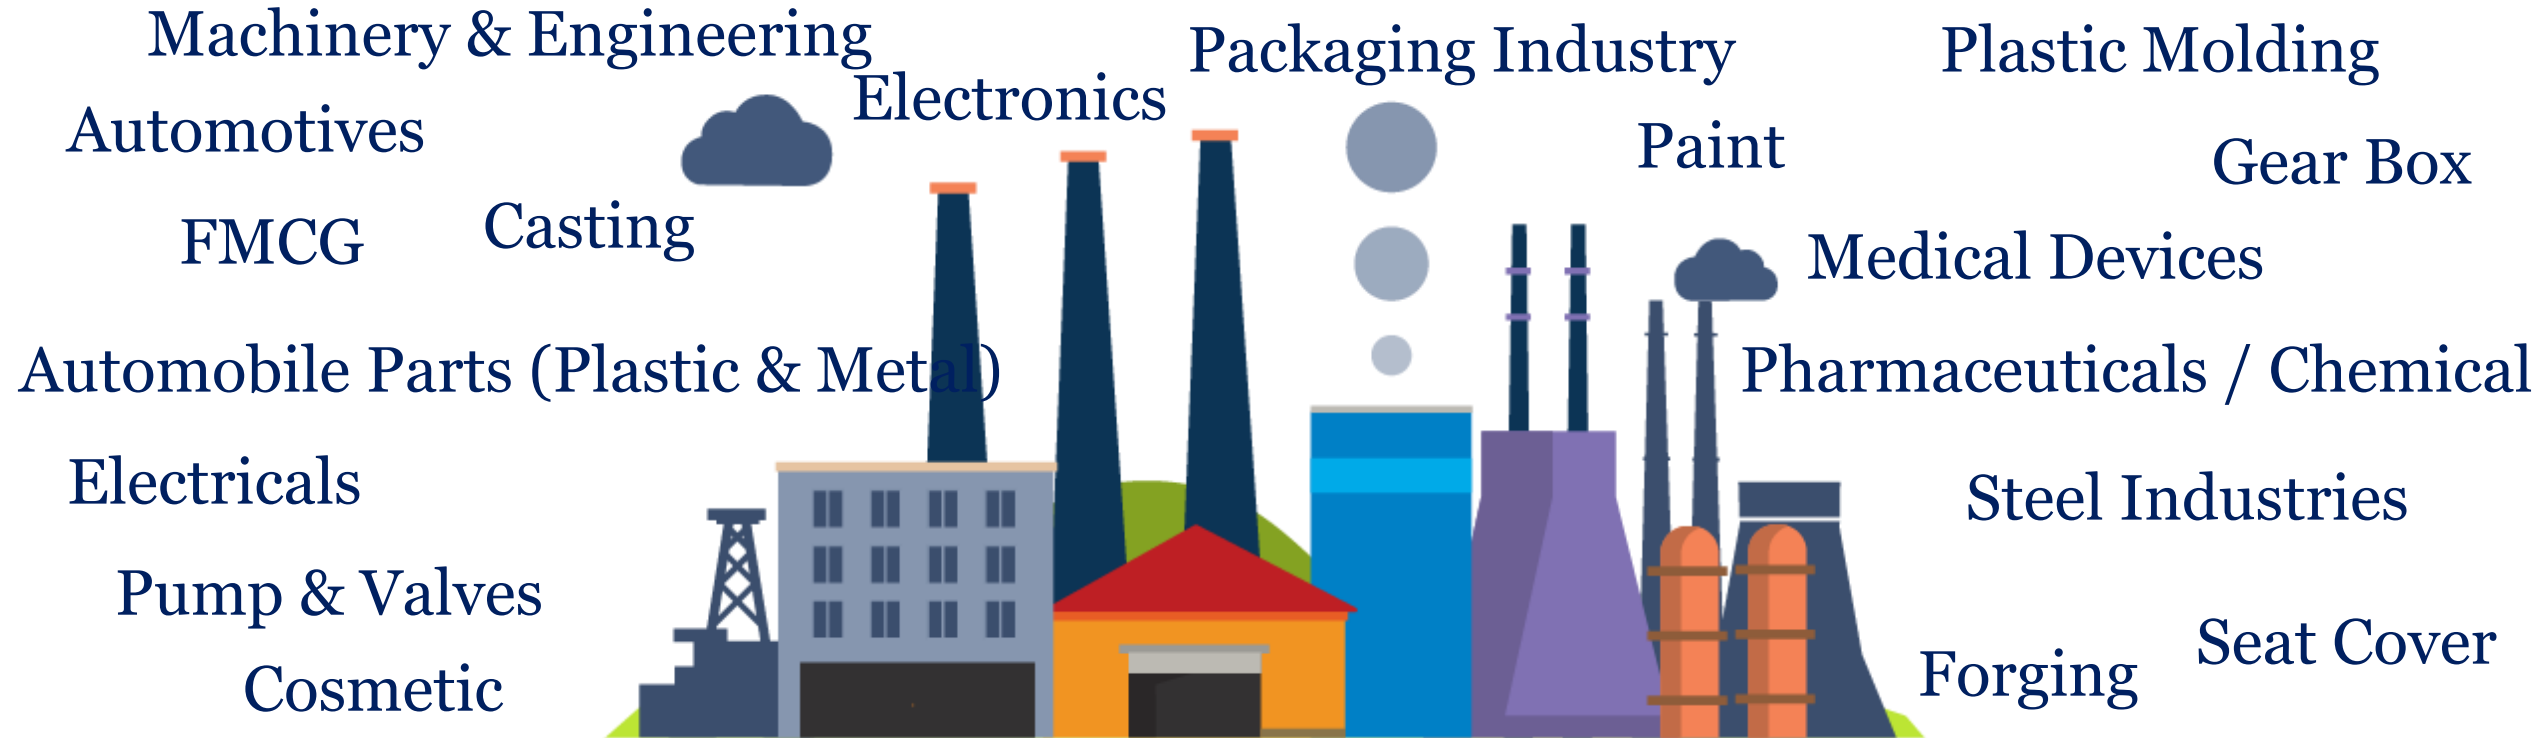 Machinery & Engineering
Packaging Industry
Plastic Molding
Electronics
Automotives
Paint
Gear Box
FMCG
Casting
Medical Devices
Automobile Parts (Plastic & Metal)
Pharmaceuticals / Chemical
Electricals
Steel Industries
Pump & Valves
Seat Cover
Cosmetic
Forging